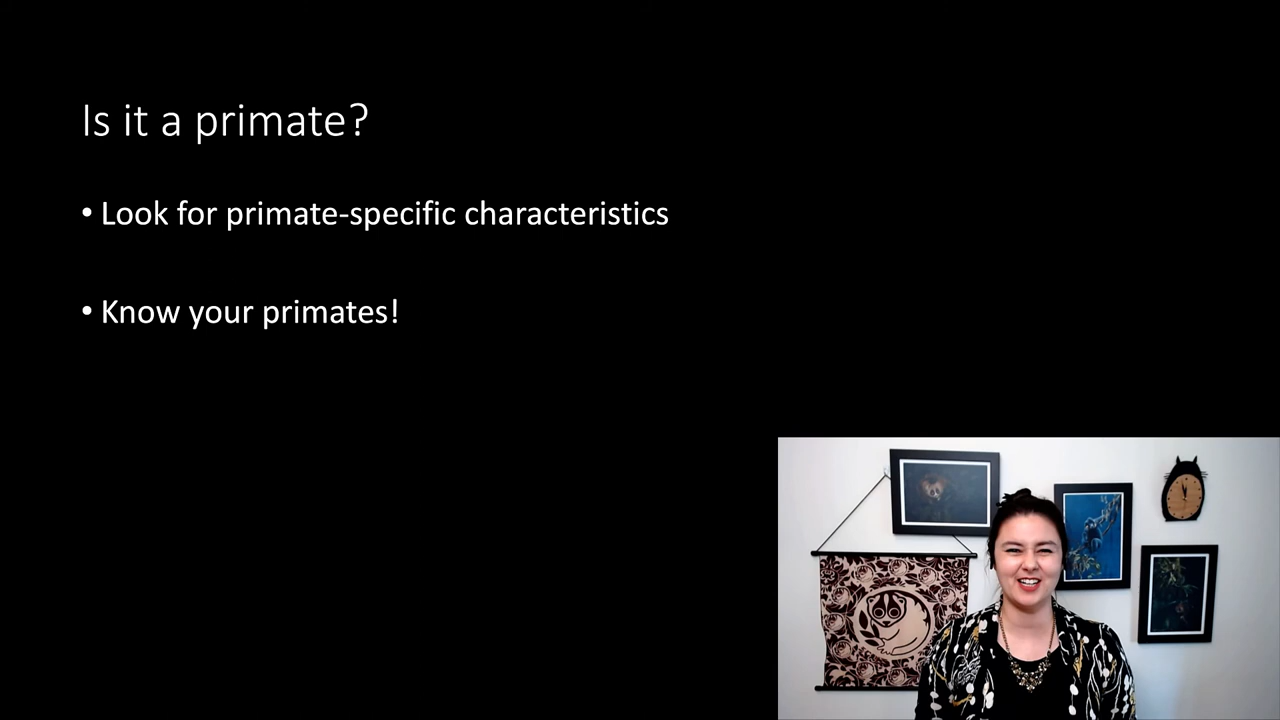 Is it a primate?
• Look for primate-specific characteristics
• Know your primates!